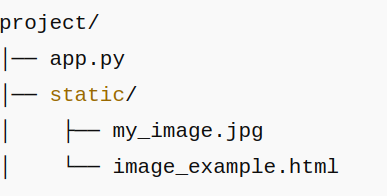 project/
│── app.py
│── static/
│   ├── my_image.jpg
│   └── image_example.html